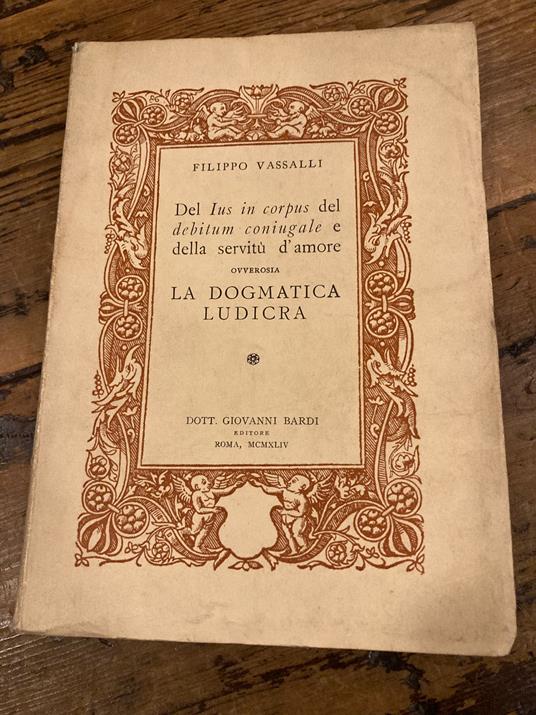 FILIPPO VASSALLI
Del Ius in corpus del
debitum coniugale e
della servitù d'amore
OVVEROSIA
LA DOGMATICA
LUDICRA
DOTT. GIOVANNI BARDI
EDITORE
ROMA, MCMXLIV